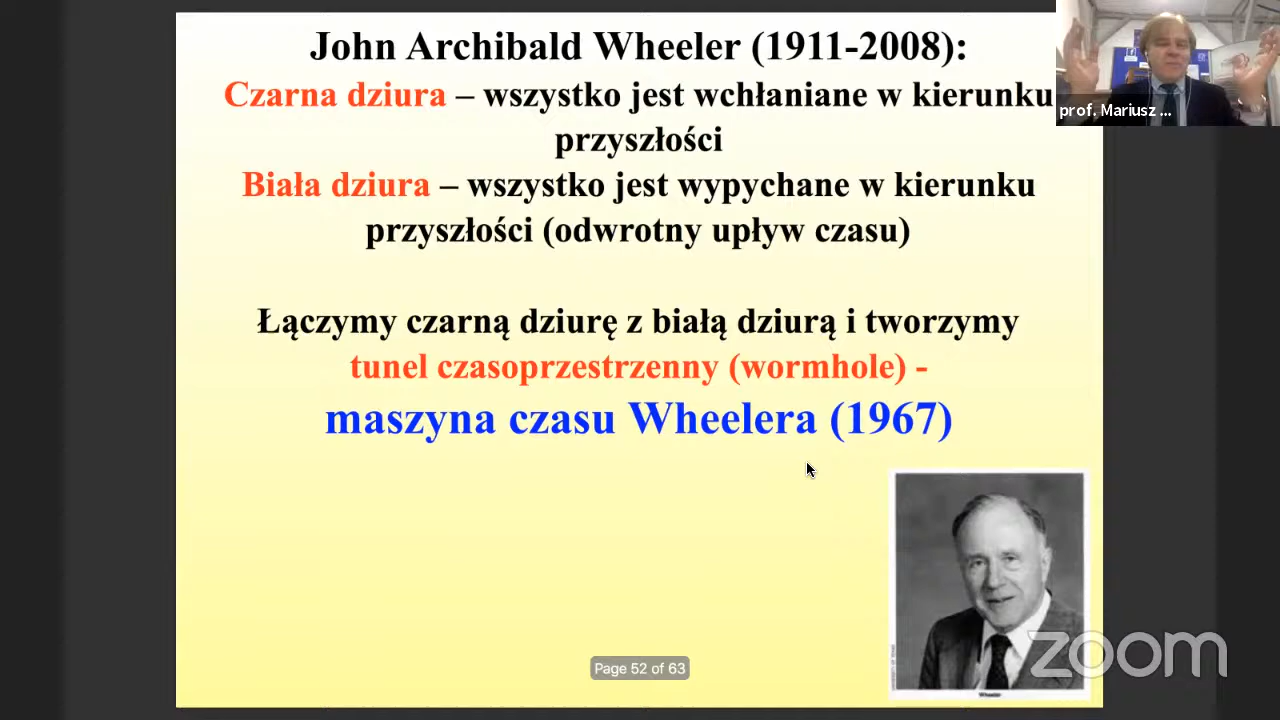 John Archibald Wheeler (1911-2008):
Czarna dziura – wszystko jest wchłaniane w kierunku
przyszłości
Biała dziura – wszystko jest wypychane w kierunku
przyszłości (odwrotny upływ czasu)
Łączymy czarną dziurę z białą dziurą i tworzymy
tunel czasoprzestrzenny (wormhole) -
maszyna czasu Wheelera (1967)
prof. Mariusz ...
Page 52 of 63
Wheeler
zoom